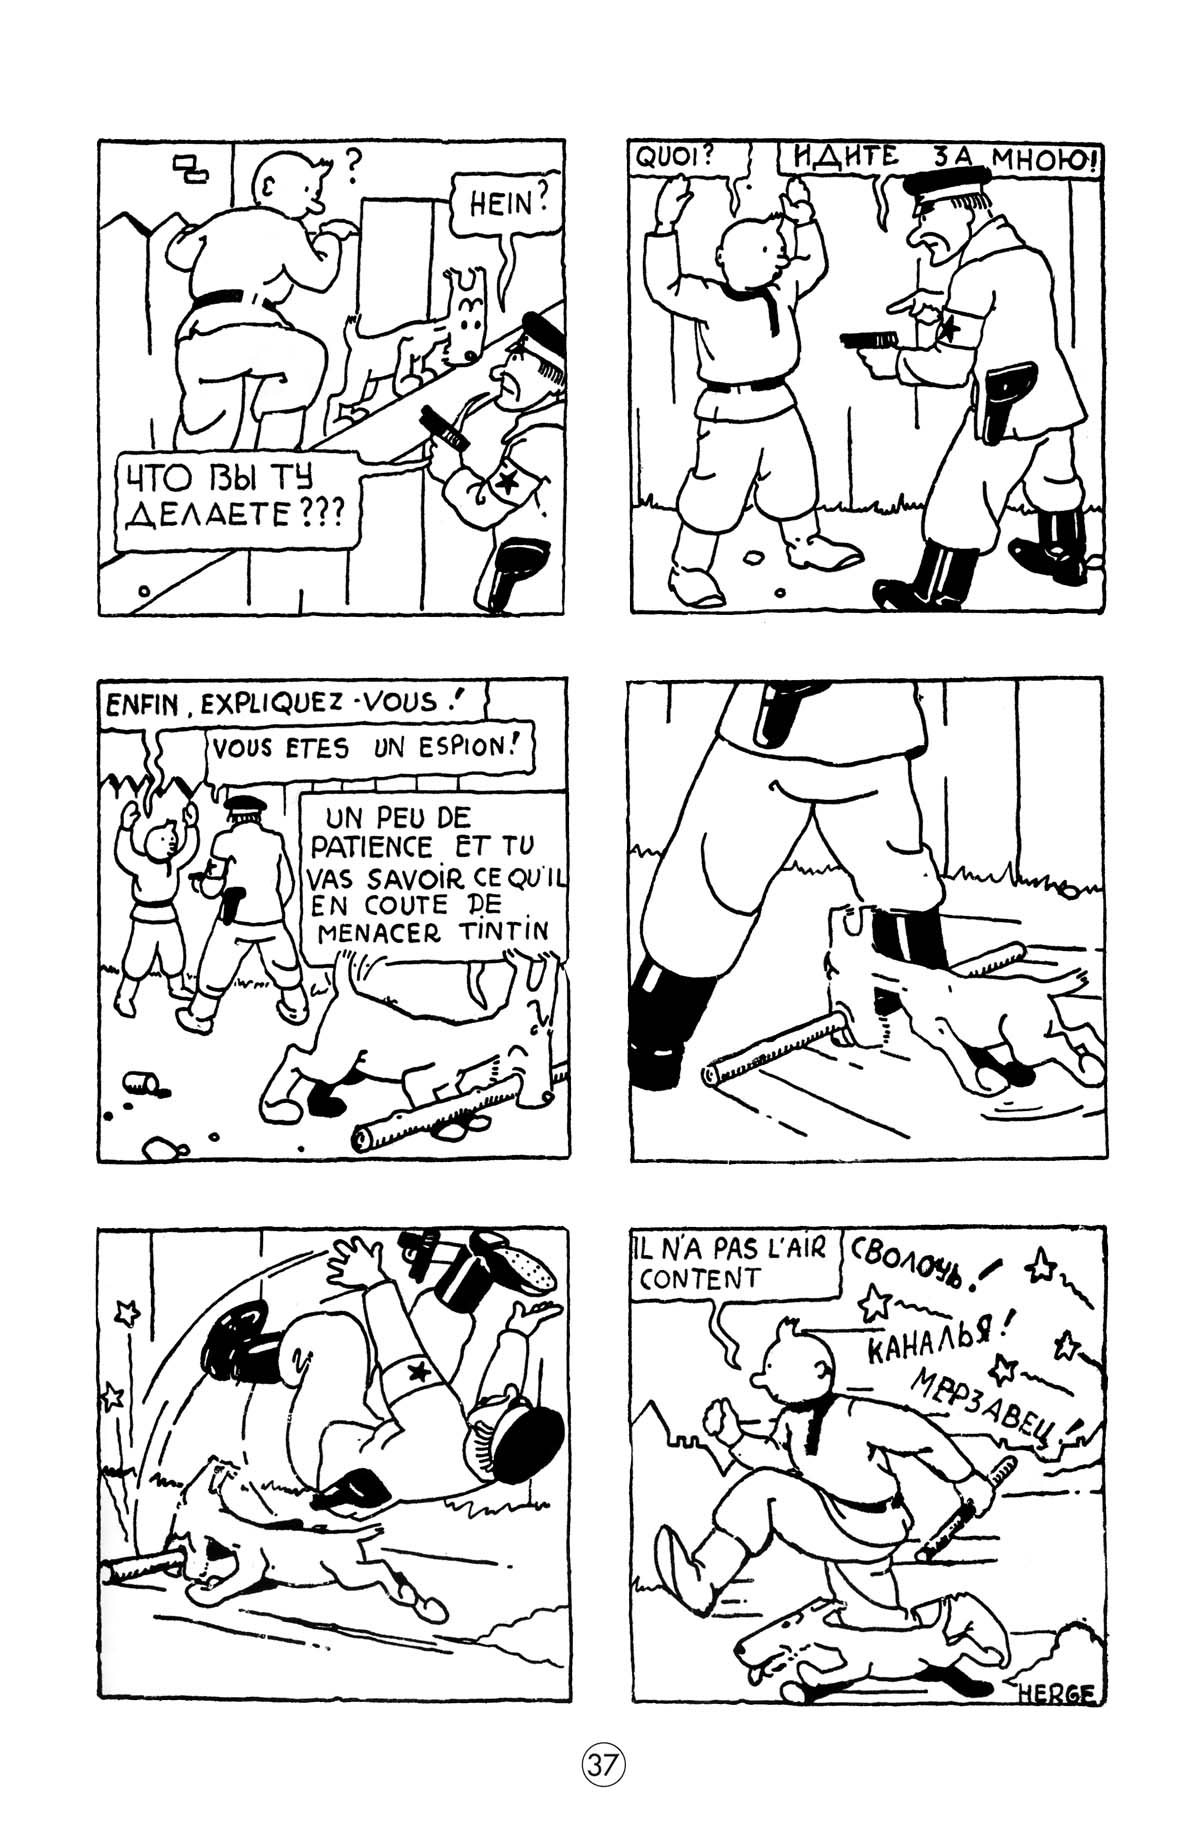 ?
HEIN?
ЧТО ВЫ ТУ
ДЕЛАЕТЕ???
QUOI?
ИДИТЕ ЗА МНОЮ!
ENFIN, EXPLIQUEZ-VOUS!
VOUS ETES UN ESPION!
UN PEU DE
PATIENCE ET TU
VAS SAVOIR CE QU'IL
EN COUTE DE
MENACER TINTIN
IL N'A PAS L'AIR
CONTENT
СВОЛОЧЬ!
КАНАЛЬЯ!
МЕРЗАВЕЦ!
HERGE
37